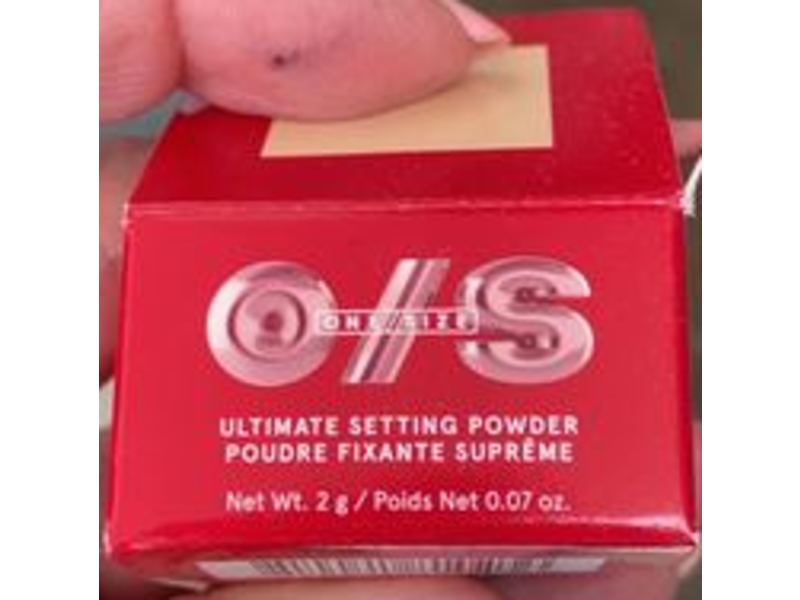 O/S
ONE/SIZE
ULTIMATE SETTING POWDER
POUDRE FIXANTE SUPRÊME
Net Wt. 2 g / Poids Net 0.07 oz.